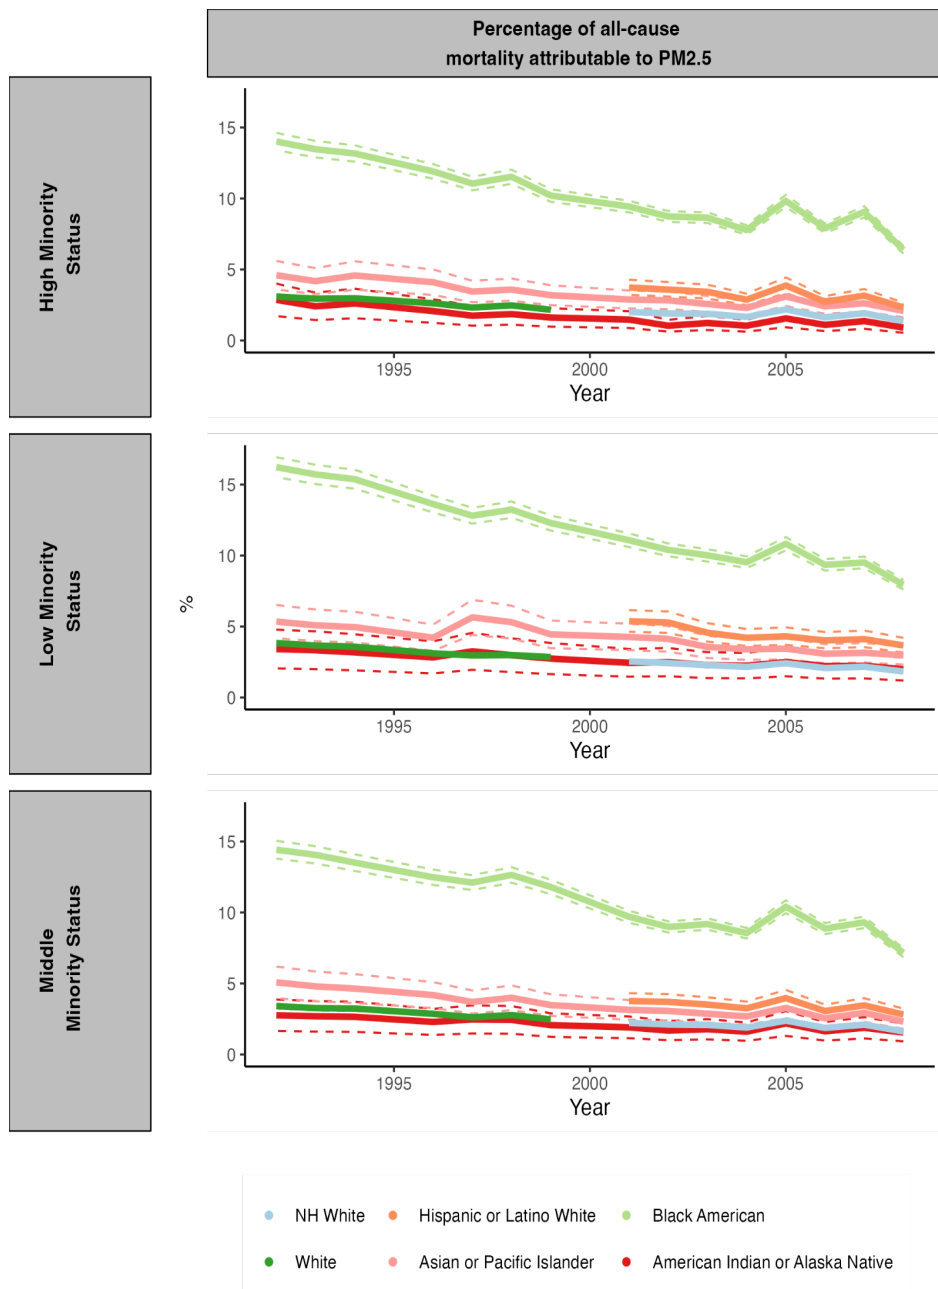 Percentage of all-cause
mortality attributable to PM2.5
High Minority
Status
15
10
5
0
1995
2000
2005
Year
Low Minority
Status
%
15
10
5
0
1995
2000
2005
Year
Middle
Minority Status
15
10
5
0
1995
2000
2005
Year
NH White
Hispanic or Latino White
Black American
White
Asian or Pacific Islander
American Indian or Alaska Native